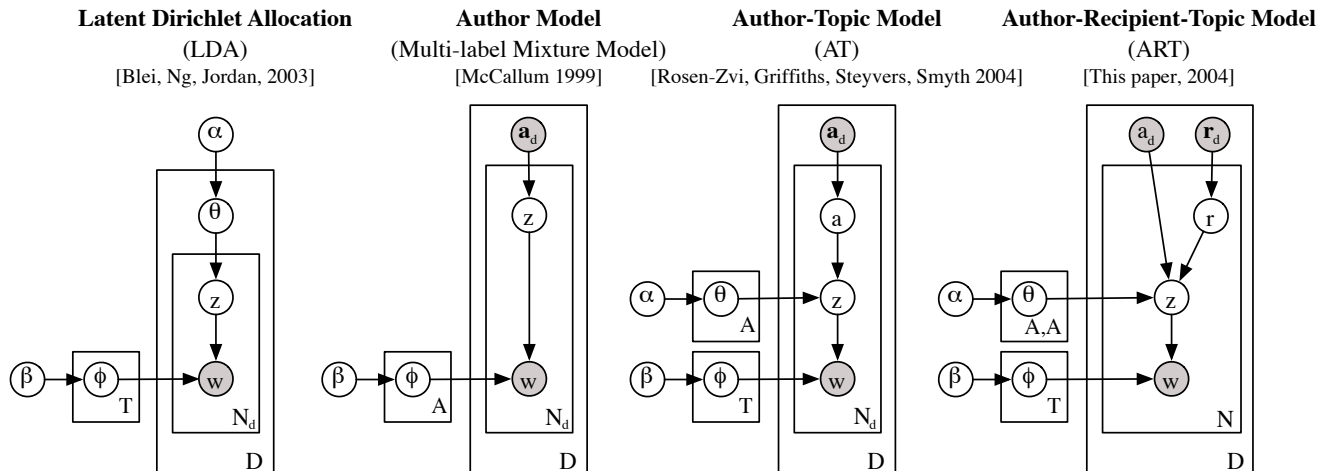 Latent Dirichlet Allocation
(LDA)
[Blei, Ng, Jordan, 2003]
α
θ
z
β
ϕ
T
w
N_d
D
Author Model
(Multi-label Mixture Model)
[McCallum 1999]
a_d
z
β
ϕ
A
w
N_d
D
Author-Topic Model
(AT)
[Rosen-Zvi, Griffiths, Steyvers, Smyth 2004]
a_d
a
α
θ
A
z
β
ϕ
T
w
N_d
D
Author-Recipient-Topic Model
(ART)
[This paper, 2004]
a_d
r_d
r
α
θ
A,A
z
β
ϕ
T
w
N
D